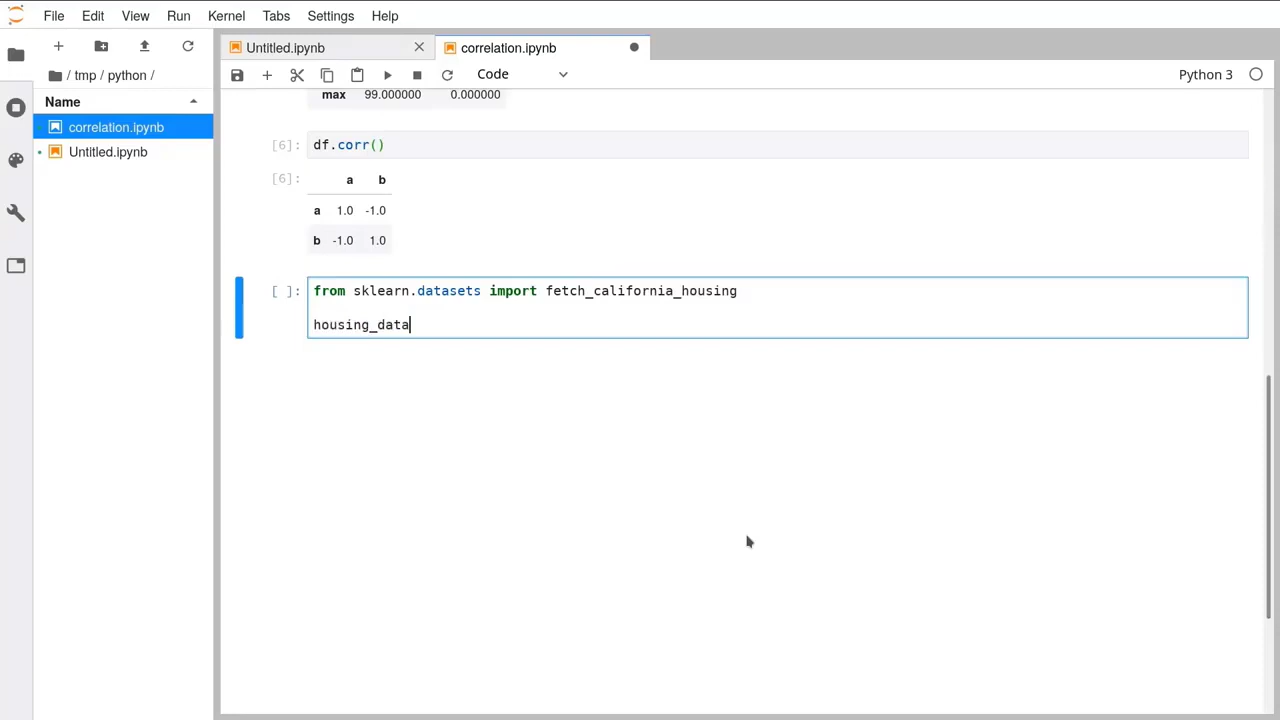 File Edit View Run Kernel Tabs Settings Help
/ tmp / python /
Name
correlation.ipynb
Untitled.ipynb
Untitled.ipynb
correlation.ipynb
Code
Python 3
max 99.000000 0.000000
[6]: df.corr()
[6]: a b
a 1.0 -1.0
b -1.0 1.0
[ ]: from sklearn.datasets import fetch_california_housing
housing_data